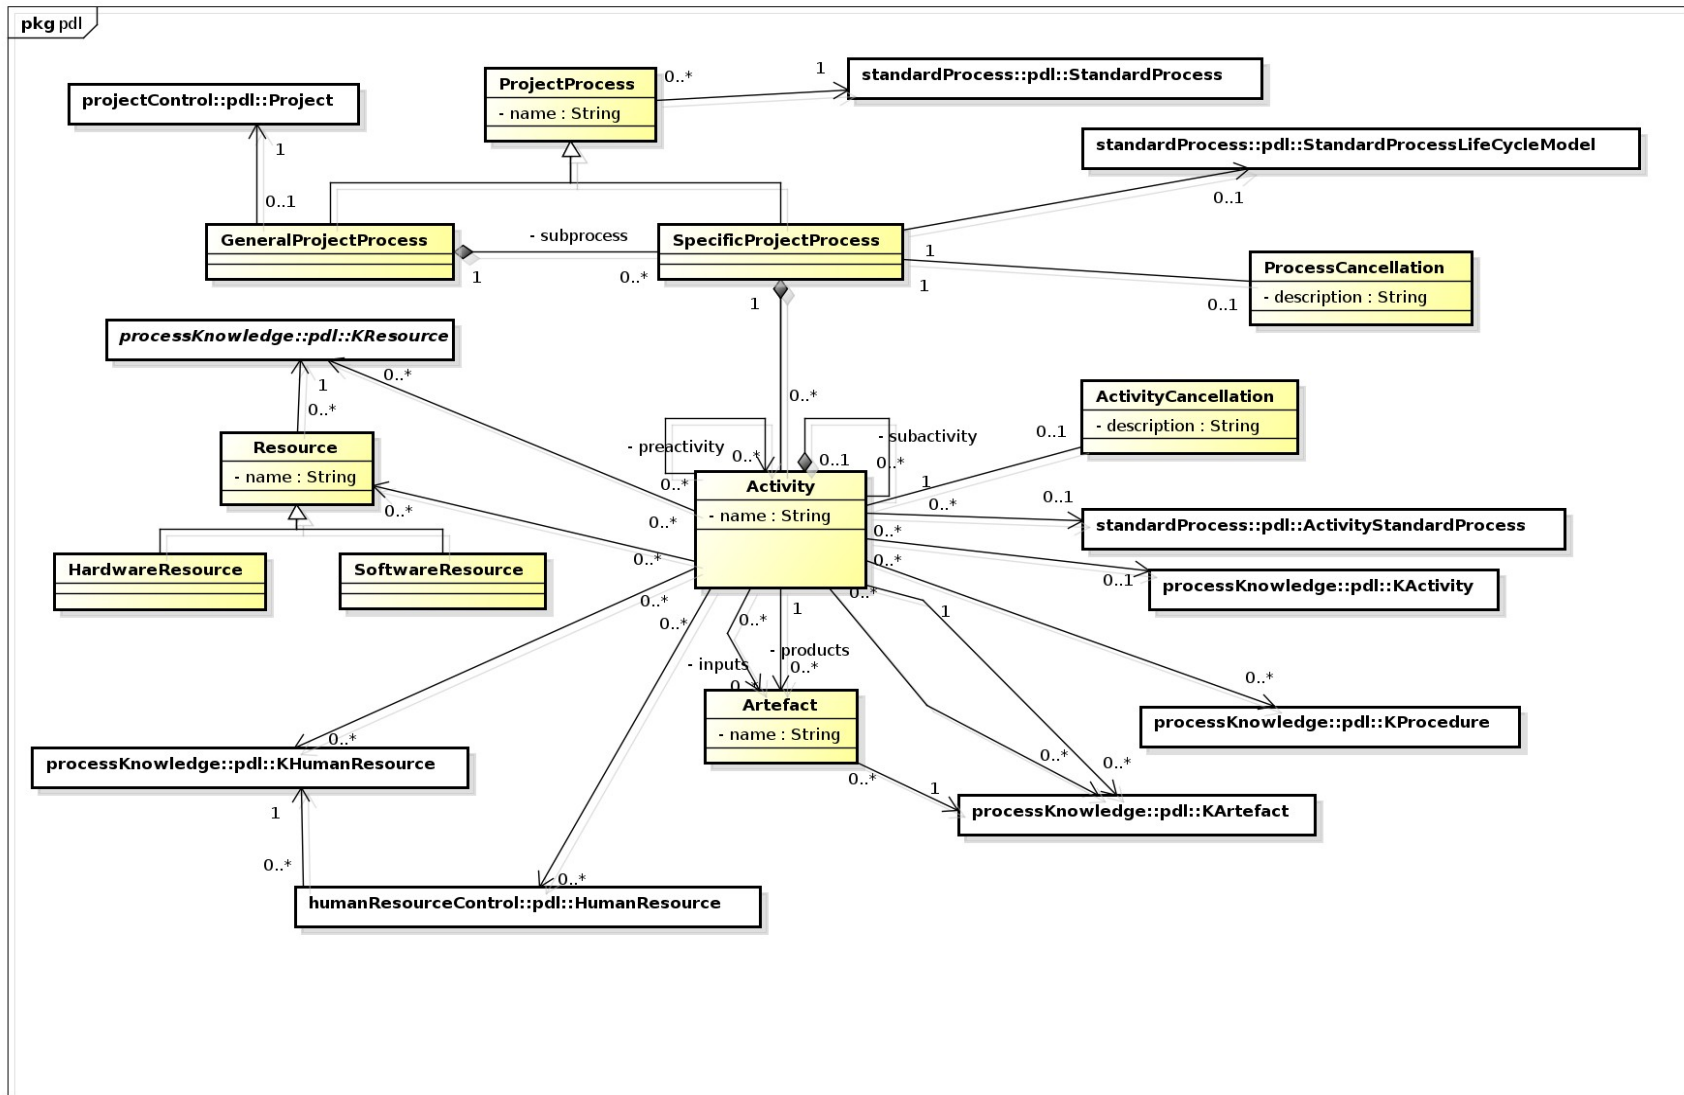 pkg pdl
projectControl::pdl::Project
1
0..1
ProjectProcess
- name : String
0..*
1
standardProcess::pdl::StandardProcess
standardProcess::pdl::StandardProcessLifeCycleModel
0..1
1
GeneralProjectProcess
1
- subprocess
0..*
SpecificProjectProcess
1
0..1
ProcessCancellation
- description : String
1
0..*
processKnowledge::pdl::KResource
1
0..*
0..*
0..*
Resource
- name : String
0..*
0..*
HardwareResource
SoftwareResource
- preactivity
0..*
0..*
- subactivity
0..1
0..*
Activity
- name : String
ActivityCancellation
- description : String
0..1
1
0..*
0..1
standardProcess::pdl::ActivityStandardProcess
0..*
0..1
processKnowledge::pdl::KActivity
0..*
0..*
processKnowledge::pdl::KProcedure
0..*
0..*
1
0..*
0..*
0..*
0..*
- inputs
0..*
1
- products
0..*
Artefact
- name : String
0..*
1
processKnowledge::pdl::KArtefact
0..*
processKnowledge::pdl::KHumanResource
1
0..*
0..*
humanResourceControl::pdl::HumanResource